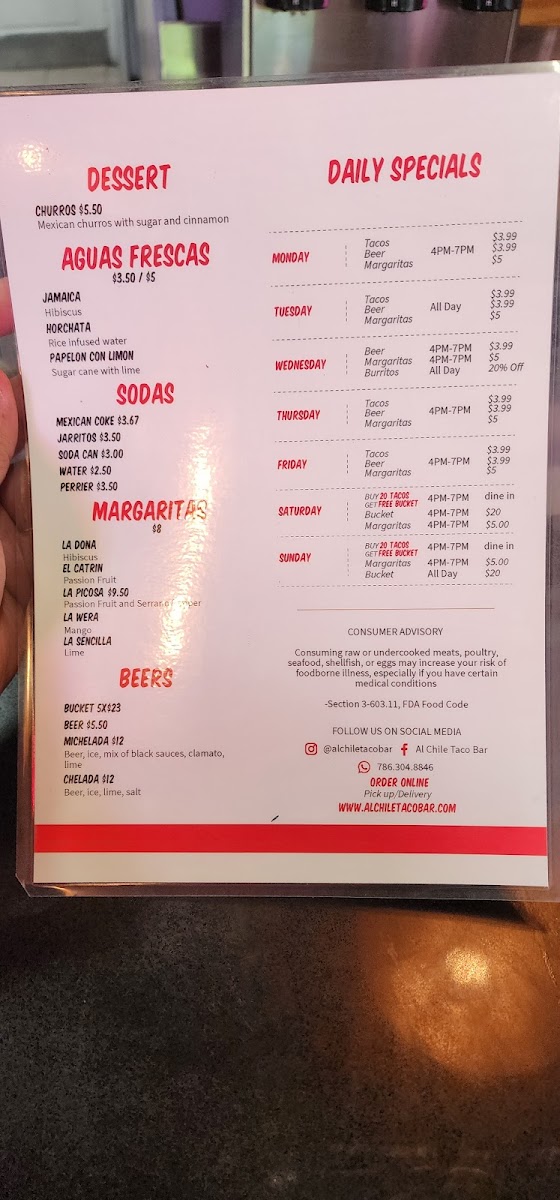 DESSERT
CHURROS $5.50
Mexican churros with sugar and cinnamon
AGUAS FRESCAS
$3.50 / $5
JAMAICA
Hibiscus
HORCHATA
Rice infused water
PAPELON CON LIMON
Sugar cane with lime
SODAS
MEXICAN COKE $3.67
JARRITOS $3.50
SODA CAN $3.00
WATER $2.50
PERRIER $3.50
MARGARITAS
$8
LA DONA
Hibiscus
EL CATRIN
Passion Fruit
LA PICOSA $9.50
Passion Fruit and Serrano pepper
LA WERA
Mango
LA SENCILLA
Lime
BEERS
BUCKET 5X$23
BEER $5.50
MICHELADA $12
Beer, ice, mix of black sauces, clamato,
lime
CHELADA $12
Beer, ice, lime, salt
DAILY SPECIALS
MONDAY
Tacos $3.99
Beer 4PM-7PM $3.99
Margaritas $5
TUESDAY
Tacos $3.99
Beer All Day $3.99
Margaritas $5
WEDNESDAY
Beer 4PM-7PM $3.99
Margaritas 4PM-7PM $5
Burritos All Day 20% Off
THURSDAY
Tacos $3.99
Beer 4PM-7PM $3.99
Margaritas $5
FRIDAY
Tacos $3.99
Beer 4PM-7PM $3.99
Margaritas $5
SATURDAY
BUY 20 TACOS 4PM-7PM dine in
GET FREE BUCKET
Bucket 4PM-7PM $20
Margaritas 4PM-7PM $5.00
SUNDAY
BUY 20 TACOS 4PM-7PM dine in
GET FREE BUCKET
Margaritas 4PM-7PM $5.00
Bucket All Day $20
CONSUMER ADVISORY
Consuming raw or undercooked meats, poultry,
seafood, shellfish, or eggs may increase your risk of
foodborne illness, especially if you have certain
medical conditions
-Section 3-603.11, FDA Food Code
FOLLOW US ON SOCIAL MEDIA
@alchiletacobar f Al Chile Taco Bar
786.304.8846
ORDER ONLINE
Pick up/Delivery
WWW.ALCHILETACOBAR.COM